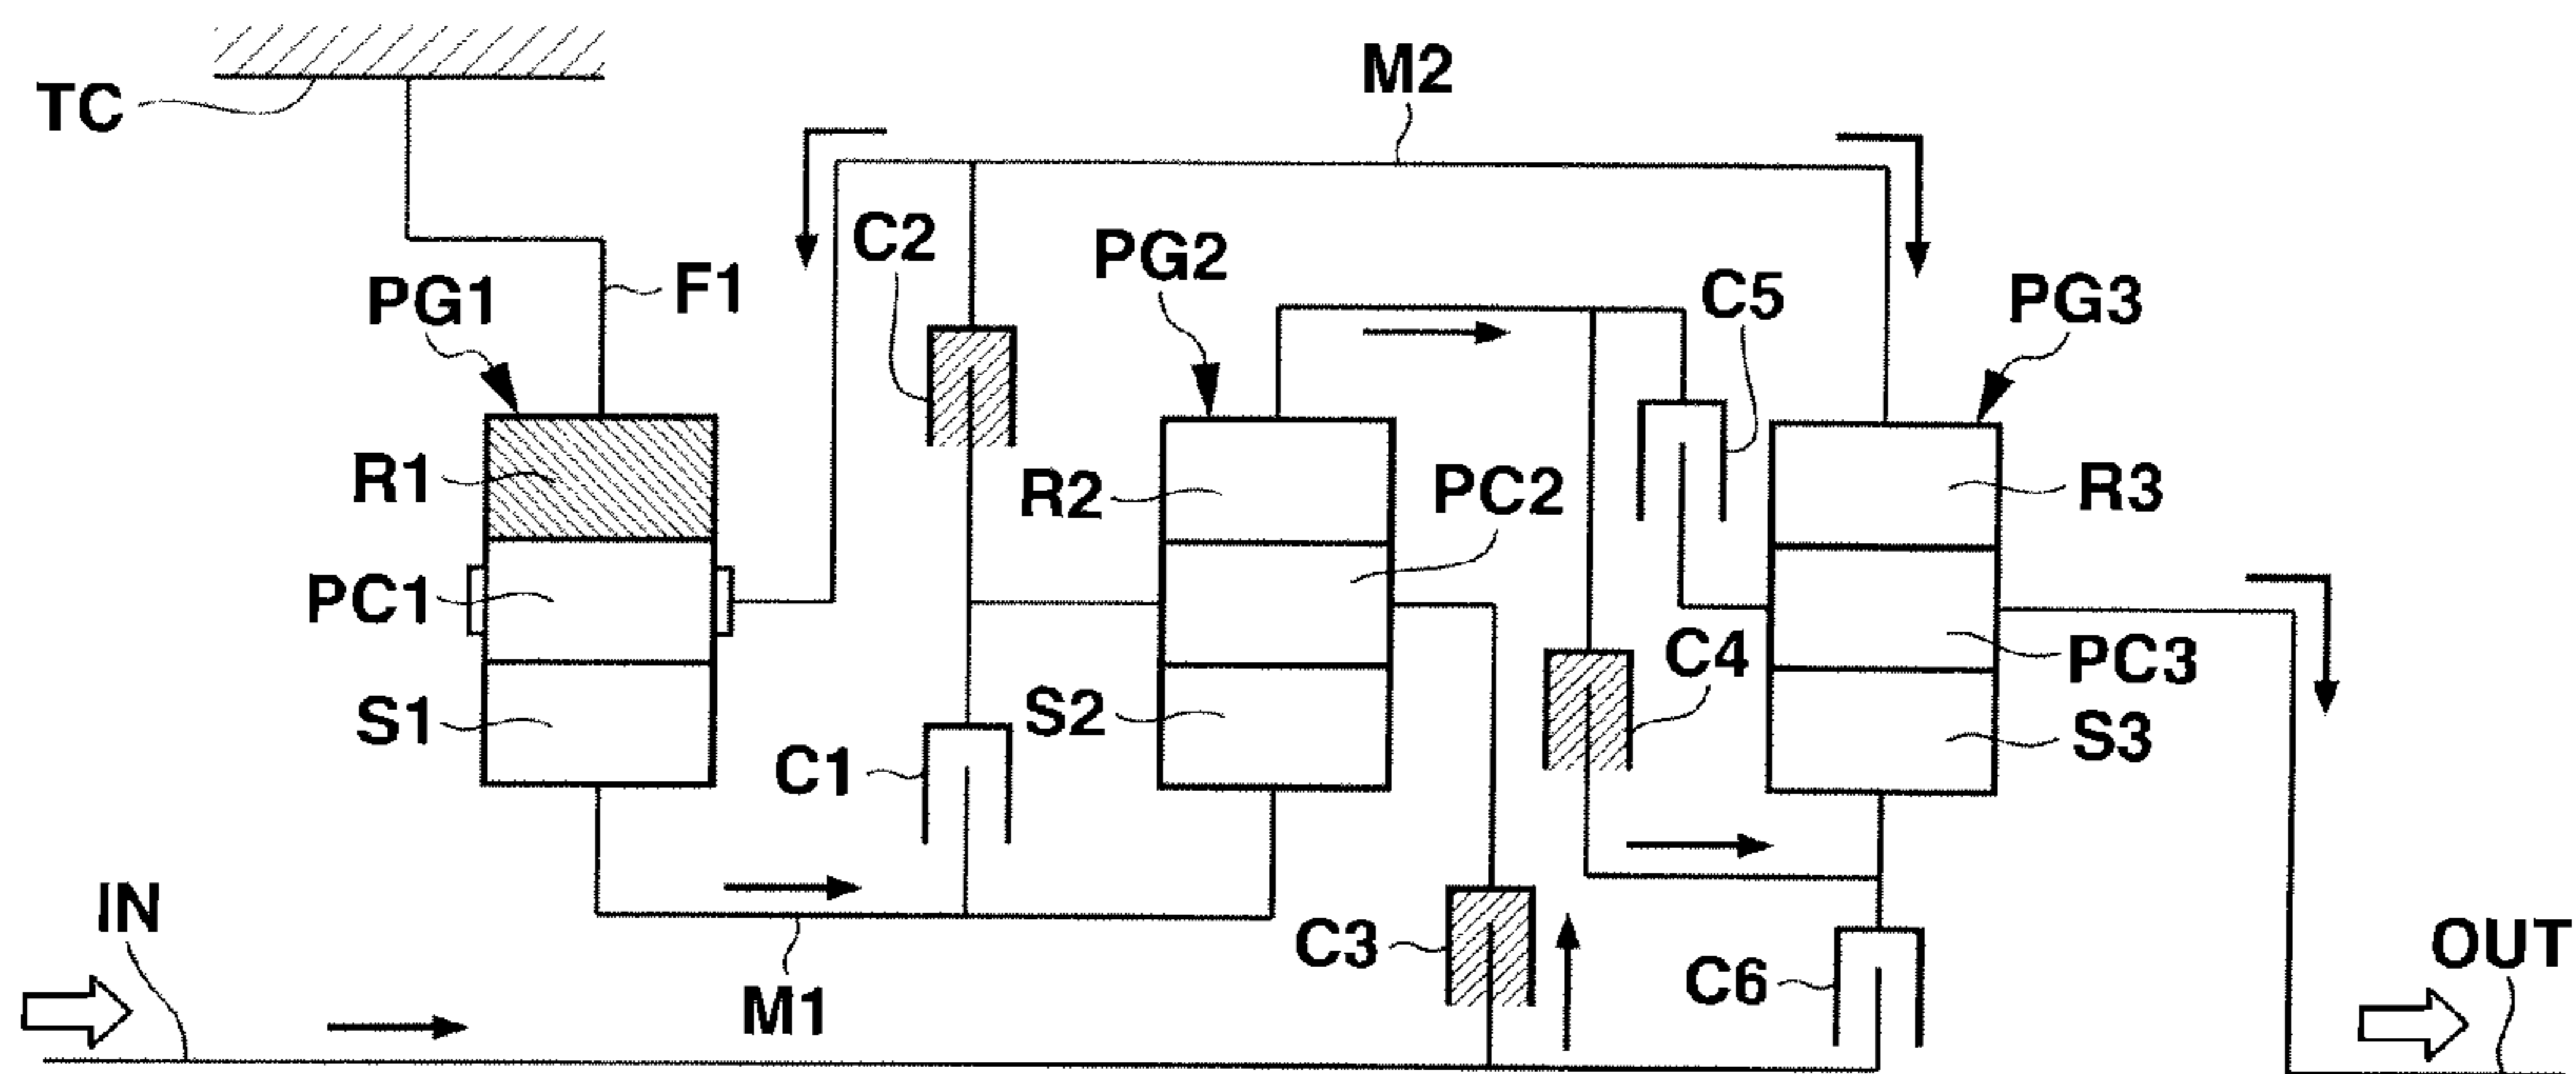 M2
TC
C2
PG2
PG1
F1
C5
PG3
R1
R2
PC2
R3
PC1
C4
PC3
S1
S2
S3
C1
IN
C3
C6
OUT
M1